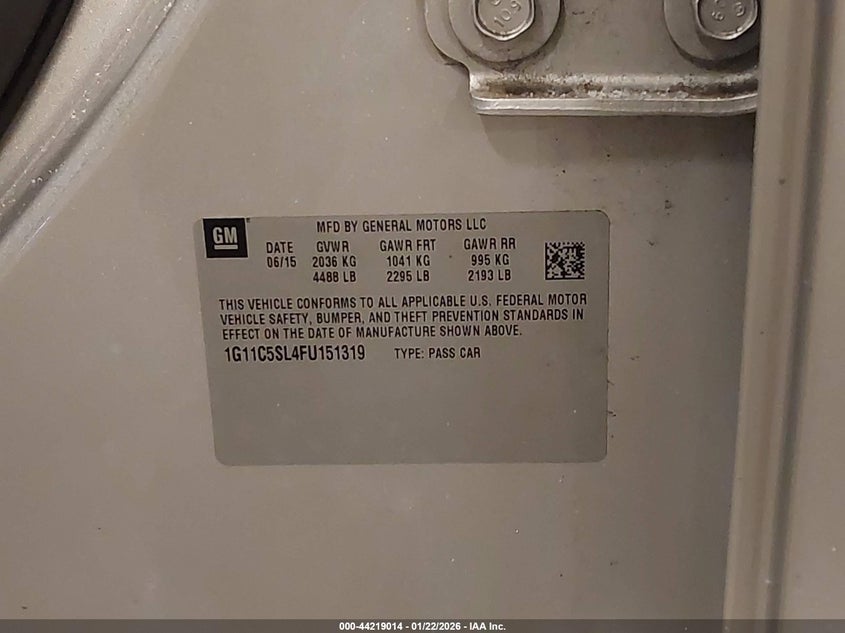 GM
MFD BY GENERAL MOTORS LLC
DATE GVWR GAWR FRT GAWR RR
06/15 2036 KG 1041 KG 995 KG
4488 LB 2295 LB 2193 LB
THIS VEHICLE CONFORMS TO ALL APPLICABLE U.S. FEDERAL MOTOR
VEHICLE SAFETY, BUMPER, AND THEFT PREVENTION STANDARDS IN
EFFECT ON THE DATE OF MANUFACTURE SHOWN ABOVE.
1G11C5SL4FU151319 TYPE: PASS CAR
000-44219014 - 01/22/2026 - IAA Inc.